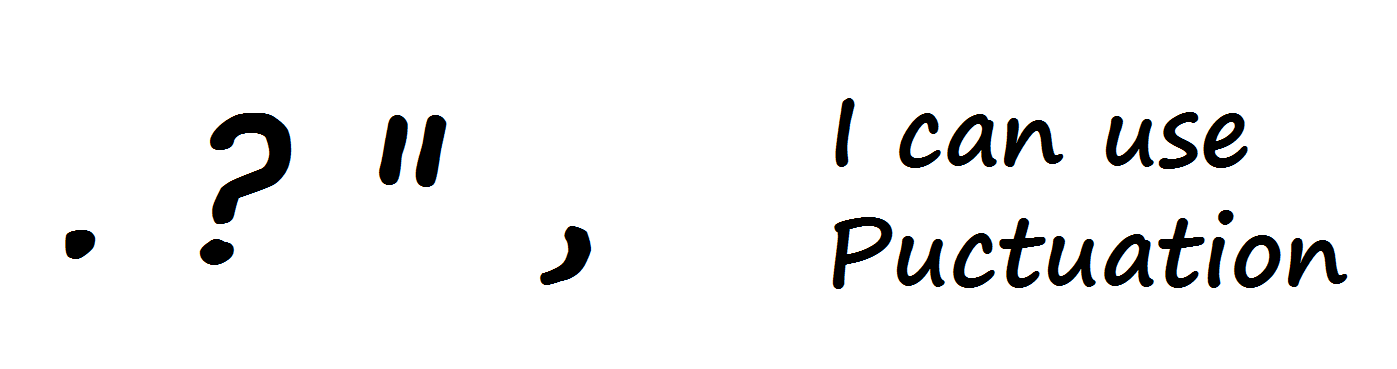 . ? " ,
I can use
Puctuation